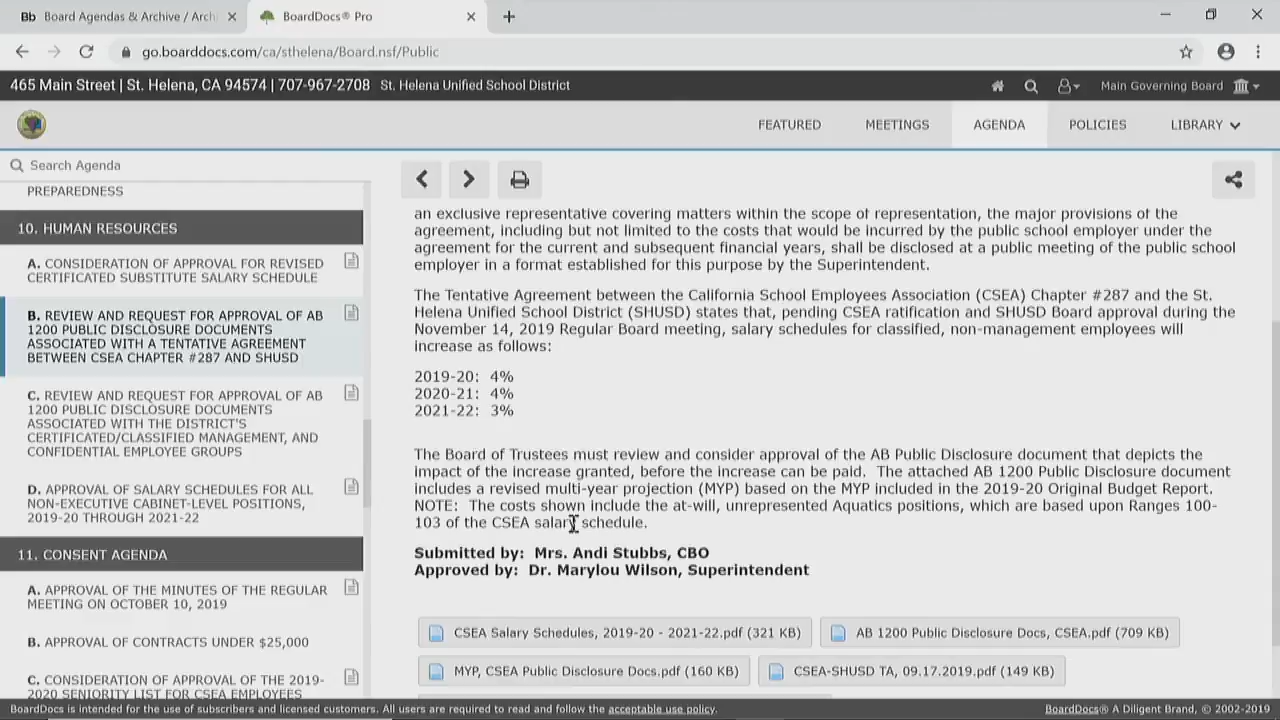 Bb Board Agendas & Archive / Arch
BoardDocs® Pro
go.boarddocs.com/ca/sthelena/Board.nsf/Public
465 Main Street | St. Helena, CA 94574 | 707-967-2708 St. Helena Unified School District
Main Governing Board
FEATURED MEETINGS AGENDA POLICIES LIBRARY
Search Agenda
PREPAREDNESS
10. HUMAN RESOURCES
A. CONSIDERATION OF APPROVAL FOR REVISED
CERTIFICATED SUBSTITUTE SALARY SCHEDULE
B. REVIEW AND REQUEST FOR APPROVAL OF AB
1200 PUBLIC DISCLOSURE DOCUMENTS
ASSOCIATED WITH A TENTATIVE AGREEMENT
BETWEEN CSEA CHAPTER #287 AND SHUSD
C. REVIEW AND REQUEST FOR APPROVAL OF AB
1200 PUBLIC DISCLOSURE DOCUMENTS
ASSOCIATED WITH THE DISTRICT'S
CERTIFICATED/CLASSIFIED MANAGEMENT, AND
CONFIDENTIAL EMPLOYEE GROUPS
D. APPROVAL OF SALARY SCHEDULES FOR ALL
NON-EXECUTIVE CABINET-LEVEL POSITIONS,
2019-20 THROUGH 2021-22
11. CONSENT AGENDA
A. APPROVAL OF THE MINUTES OF THE REGULAR
MEETING ON OCTOBER 10, 2019
B. APPROVAL OF CONTRACTS UNDER $25,000
C. CONSIDERATION OF APPROVAL OF THE 2019-
2020 SENIORITY LIST FOR CSEA EMPLOYEES
an exclusive representative covering matters within the scope of representation, the major provisions of the
agreement, including but not limited to the costs that would be incurred by the public school employer under the
agreement for the current and subsequent financial years, shall be disclosed at a public meeting of the public school
employer in a format established for this purpose by the Superintendent.
The Tentative Agreement between the California School Employees Association (CSEA) Chapter #287 and the St.
Helena Unified School District (SHUSD) states that, pending CSEA ratification and SHUSD Board approval during the
November 14, 2019 Regular Board meeting, salary schedules for classified, non-management employees will
increase as follows:
2019-20: 4%
2020-21: 4%
2021-22: 3%
The Board of Trustees must review and consider approval of the AB Public Disclosure document that depicts the
impact of the increase granted, before the increase can be paid. The attached AB 1200 Public Disclosure document
includes a revised multi-year projection (MYP) based on the MYP included in the 2019-20 Original Budget Report.
NOTE: The costs shown include the at-will, unrepresented Aquatics positions, which are based upon Ranges 100-
103 of the CSEA salary schedule.
Submitted by: Mrs. Andi Stubbs, CBO
Approved by: Dr. Marylou Wilson, Superintendent
CSEA Salary Schedules, 2019-20 - 2021-22.pdf (321 KB)
AB 1200 Public Disclosure Docs, CSEA.pdf (709 KB)
MYP, CSEA Public Disclosure Docs.pdf (160 KB)
CSEA-SHUSD TA, 09.17.2019.pdf (149 KB)
BoardDocs is intended for the use of subscribers and licensed customers. All users are required to read and follow the acceptable use policy.
BoardDocs® A Diligent Brand, © 2002-2019